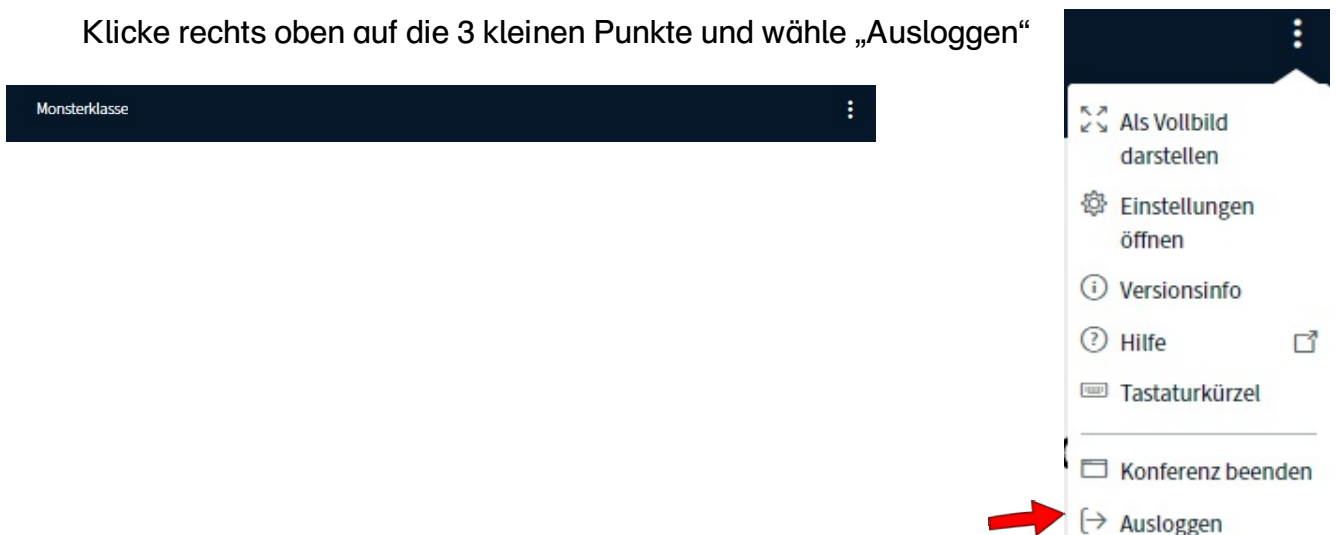 Klicke rechts oben auf die 3 kleinen Punkte und wähle „Ausloggen“
Monsterklasse
Als Vollbild
darstellen
Einstellungen
öffnen
Versionsinfo
Hilfe
Tastaturkürzel
Konferenz beenden
Ausloggen